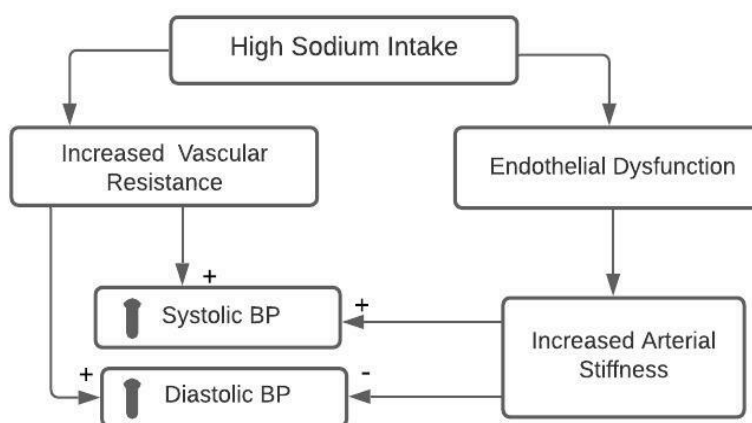 High Sodium Intake
Increased Vascular
Resistance
Endothelial Dysfunction
+
Systolic BP
+
Increased Arterial
Stiffness
+
Diastolic BP
-